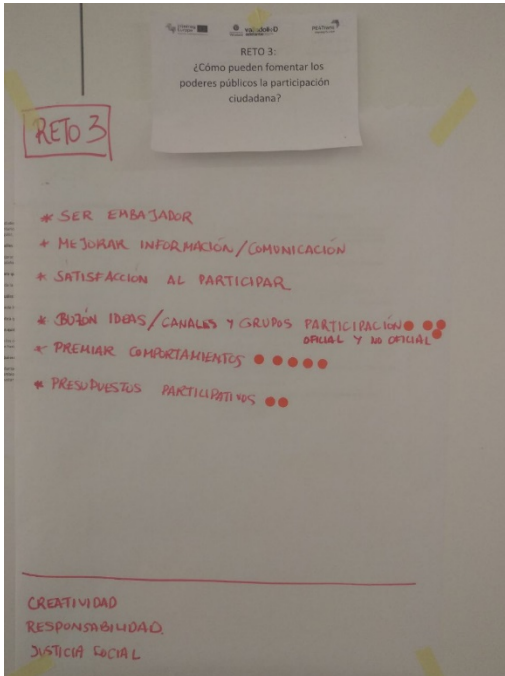 RETO 3:
¿Cómo pueden fomentar los
poderes públicos la participación
ciudadana?
RETO 3
* SER EMBAJADOR
* MEJORAR INFORMACIÓN/COMUNICACIÓN
* SATISFACCIÓN AL PARTICIPAR
* BUZÓN IDEAS/CANALES Y GRUPOS PARTICIPACIÓN
OFICIAL Y NO OFICIAL
* PREMIAR COMPORTAMIENTOS
* PRESUPUESTOS PARTICIPATIVOS
CREATIVIDAD
RESPONSABILIDAD.
JUSTICIA SOCIAL